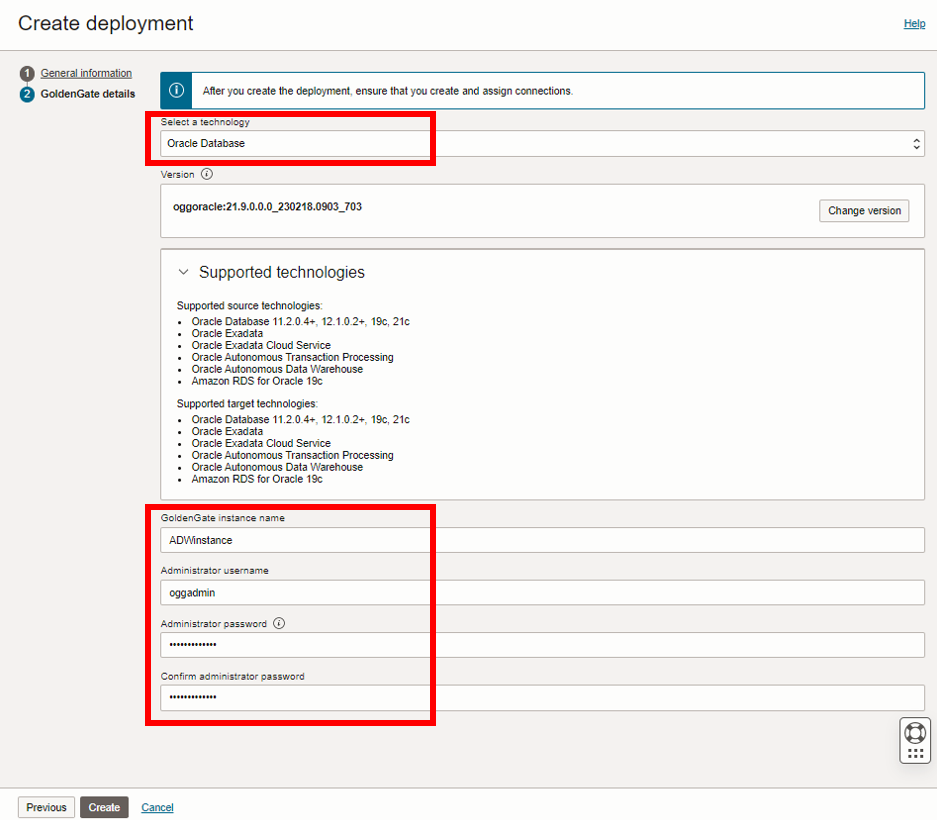 Create deployment
Help
1 General information
2 GoldenGate details
After you create the deployment, ensure that you create and assign connections.
Select a technology
Oracle Database
Version
oggoracle:21.9.0.0.0_230218.0903_703
Change version
Supported technologies
Supported source technologies:
• Oracle Database 11.2.0.4+, 12.1.0.2+, 19c, 21c
• Oracle Exadata
• Oracle Exadata Cloud Service
• Oracle Autonomous Transaction Processing
• Oracle Autonomous Data Warehouse
• Amazon RDS for Oracle 19c
Supported target technologies:
• Oracle Database 11.2.0.4+, 12.1.0.2+, 19c, 21c
• Oracle Exadata
• Oracle Exadata Cloud Service
• Oracle Autonomous Transaction Processing
• Oracle Autonomous Data Warehouse
• Amazon RDS for Oracle 19c
GoldenGate instance name
ADWinstance
Administrator username
oggadmin
Administrator password
•••••••••••••
Confirm administrator password
•••••••••••••
Previous
Create
Cancel